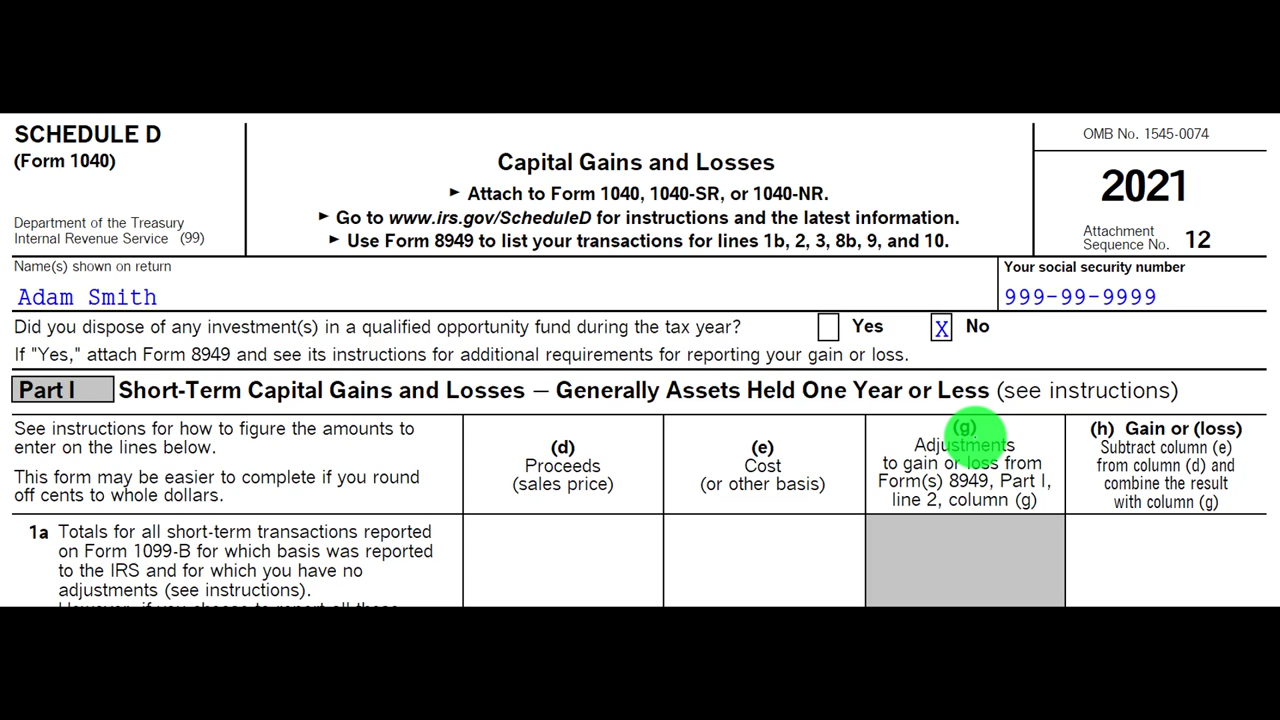 SCHEDULE D
(Form 1040)
Department of the Treasury
Internal Revenue Service (99)
Capital Gains and Losses
► Attach to Form 1040, 1040-SR, or 1040-NR.
► Go to www.irs.gov/ScheduleD for instructions and the latest information.
► Use Form 8949 to list your transactions for lines 1b, 2, 3, 8b, 9, and 10.
OMB No. 1545-0074
2021
Attachment
Sequence No. 12
Name(s) shown on return
Adam Smith
Your social security number
999-99-9999
Did you dispose of any investment(s) in a qualified opportunity fund during the tax year? Yes X No
If "Yes," attach Form 8949 and see its instructions for additional requirements for reporting your gain or loss.
Part I Short-Term Capital Gains and Losses — Generally Assets Held One Year or Less (see instructions)
See instructions for how to figure the amounts to
enter on the lines below.
This form may be easier to complete if you round
off cents to whole dollars.
(d)
Proceeds
(sales price)
(e)
Cost
(or other basis)
(g)
Adjustments
to gain or loss from
Form(s) 8949, Part I,
line 2, column (g)
(h) Gain or (loss)
Subtract column (e)
from column (d) and
combine the result
with column (g)
1a Totals for all short-term transactions reported
on Form 1099-B for which basis was reported
to the IRS and for which you have no
adjustments (see instructions).
However, if you choose to report all these